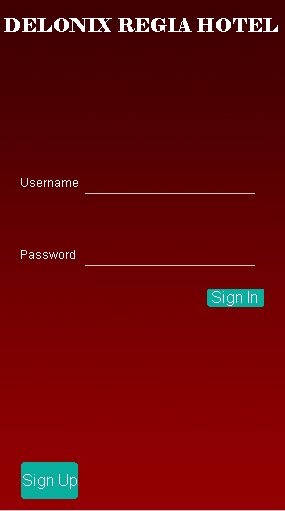 DELONIX REGIA HOTEL
Username
Password
Sign In
Sign Up